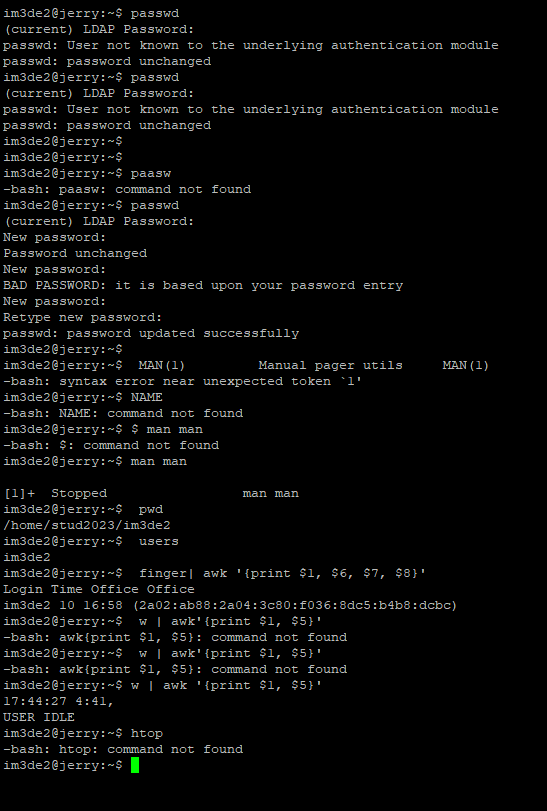 im3de2@jerry:~$ passwd
(current) LDAP Password:
passwd: User not known to the underlying authentication module
passwd: password unchanged
im3de2@jerry:~$ passwd
(current) LDAP Password:
passwd: User not known to the underlying authentication module
passwd: password unchanged
im3de2@jerry:~$
im3de2@jerry:~$
im3de2@jerry:~$ paasw
-bash: paasw: command not found
im3de2@jerry:~$ passwd
(current) LDAP Password:
New password:
Password unchanged
New password:
BAD PASSWORD: it is based upon your password entry
New password:
Retype new password:
passwd: password updated successfully
im3de2@jerry:~$
im3de2@jerry:~$  MAN(1)         Manual pager utils     MAN(1)
-bash: syntax error near unexpected token `1'
im3de2@jerry:~$ NAME
-bash: NAME: command not found
im3de2@jerry:~$ $ man man
-bash: $: command not found
im3de2@jerry:~$ man man
[1]+  Stopped                 man man
im3de2@jerry:~$  pwd
/home/stud2023/im3de2
im3de2@jerry:~$  users
im3de2
im3de2@jerry:~$  finger| awk '{print $1, $6, $7, $8}'
Login Time Office Office
im3de2 10 16:58 (2a02:ab88:2a04:3c80:f036:8dc5:b4b8:dcbc)
im3de2@jerry:~$  w | awk'{print $1, $5}'
-bash: awk{print $1, $5}: command not found
im3de2@jerry:~$  w | awk'{print $1, $5}'
-bash: awk{print $1, $5}: command not found
im3de2@jerry:~$ w | awk '{print $1, $5}'
17:44:27 4:41,
USER IDLE
im3de2@jerry:~$ htop
-bash: htop: command not found
im3de2@jerry:~$